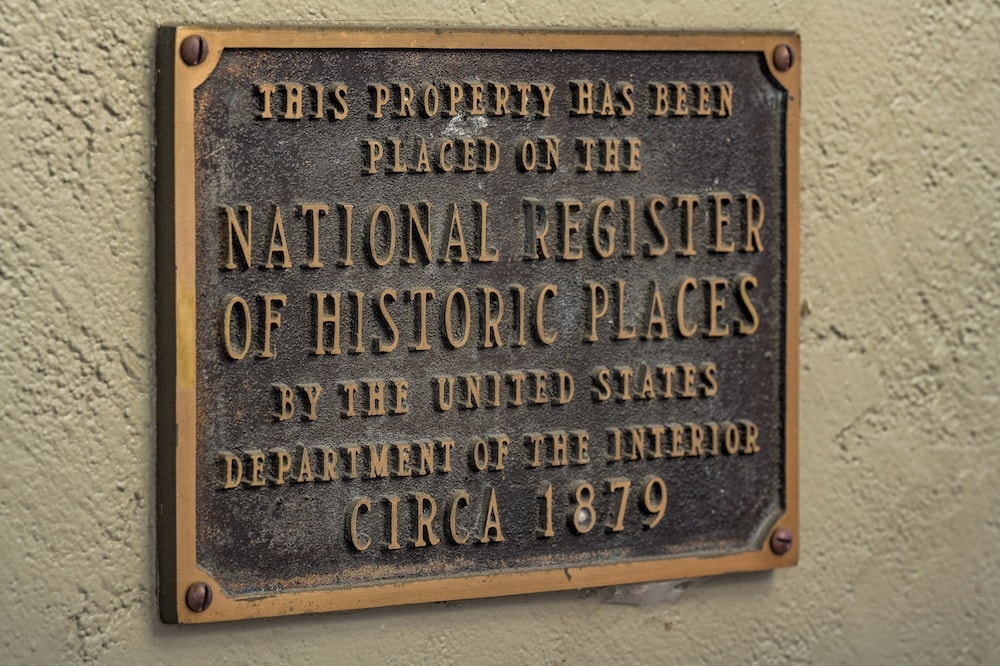 THIS PROPERTY HAS BEEN
PLACED ON THE
NATIONAL REGISTER
OF HISTORIC PLACES
BY THE UNITED STATES
DEPARTMENT OF THE INTERIOR
CIRCA 1879